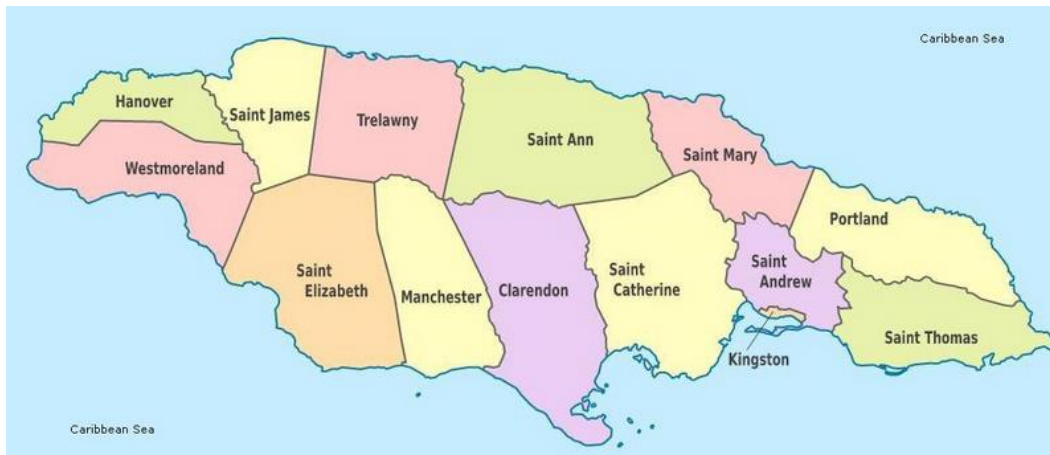 Caribbean Sea
Hanover
Saint James
Trelawny
Saint Ann
Saint Mary
Westmoreland
Portland
Saint
Elizabeth
Manchester
Clarendon
Saint
Catherine
Saint
Andrew
Saint Thomas
Kingston
Caribbean Sea